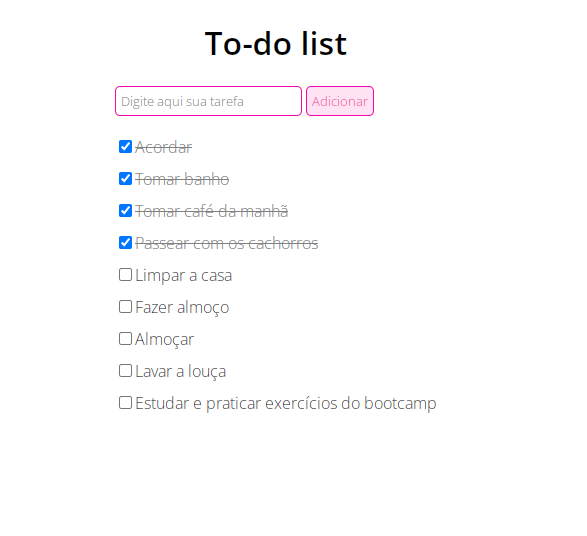 To-do list
Digite aqui sua tarefa Adicionar
Acordar
Tomar banho
Tomar café da manhã
Passear com os cachorros
Limpar a casa
Fazer almoço
Almoçar
Lavar a louça
Estudar e praticar exercícios do bootcamp